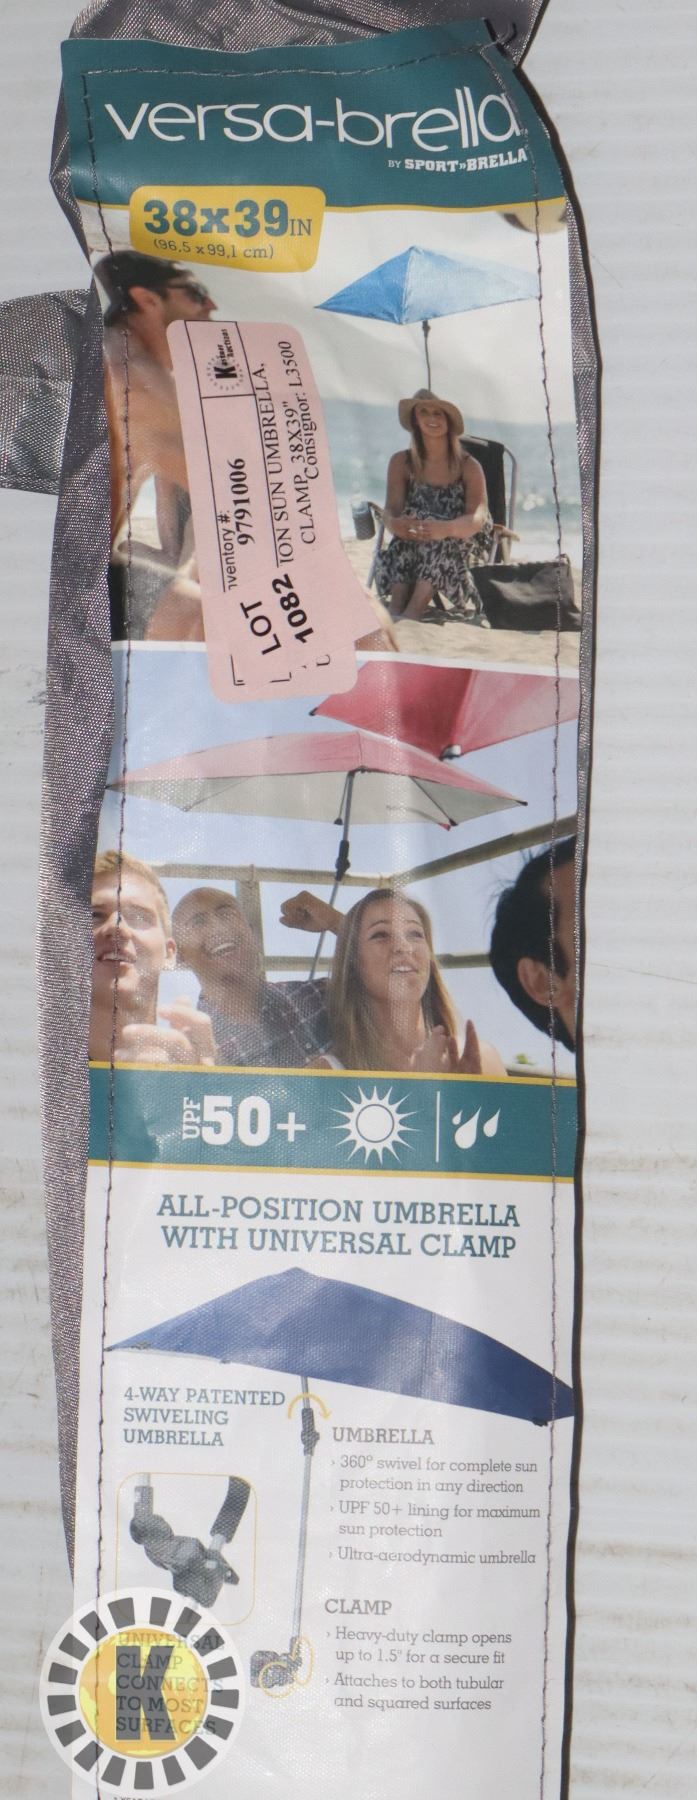 versa-brella
BY SPORT»BRELLA
38x39IN
(96,5 x 99,1 cm)
Kastner
Auctions
9791006
ION SUN UMBRELLA,
CLAMP, 38X39"
Consignor: L3500
LOT
1082
UPF
50+
ALL-POSITION UMBRELLA
WITH UNIVERSAL CLAMP
4-WAY PATENTED
SWIVELING
UMBRELLA
UMBRELLA
› 360° swivel for complete sun
protection in any direction
› UPF 50+ lining for maximum
sun protection
› Ultra-aerodynamic umbrella
CLAMP
› Heavy-duty clamp opens
up to 1.5" for a secure fit
› Attaches to both tubular
and squared surfaces
UNIVERSAL
CLAMP
CONNECTS
TO MOST
SURFACES
K